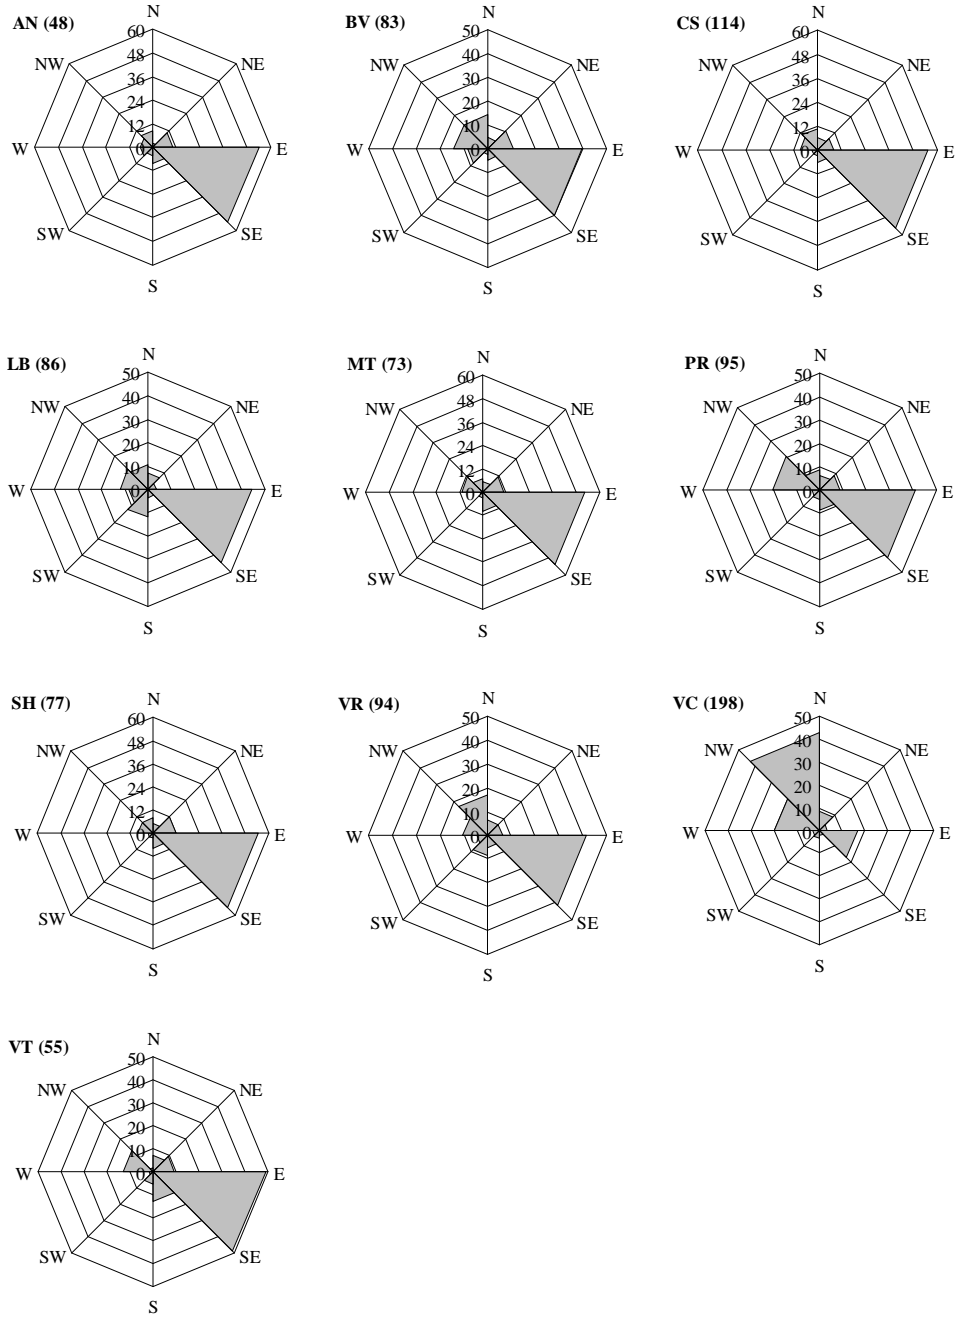 AN (48)
N
60
48
36
24
12
0
NW
NE
W
E
SW
SE
S
BV (83)
N
50
40
30
20
10
0
NW
NE
W
E
SW
SE
S
CS (114)
N
60
48
36
24
12
0
NW
NE
W
E
SW
SE
S
LB (86)
N
50
40
30
20
10
0
NW
NE
W
E
SW
SE
S
MT (73)
N
60
48
36
24
12
0
NW
NE
W
E
SW
SE
S
PR (95)
N
50
40
30
20
10
0
NW
NE
W
E
SW
SE
S
SH (77)
N
60
48
36
24
12
0
NW
NE
W
E
SW
SE
S
VR (94)
N
50
40
30
20
10
0
NW
NE
W
E
SW
SE
S
VC (198)
N
50
40
30
20
10
0
NW
NE
W
E
SW
SE
S
VT (55)
N
50
40
30
20
10
0
NW
NE
W
E
SW
SE
S